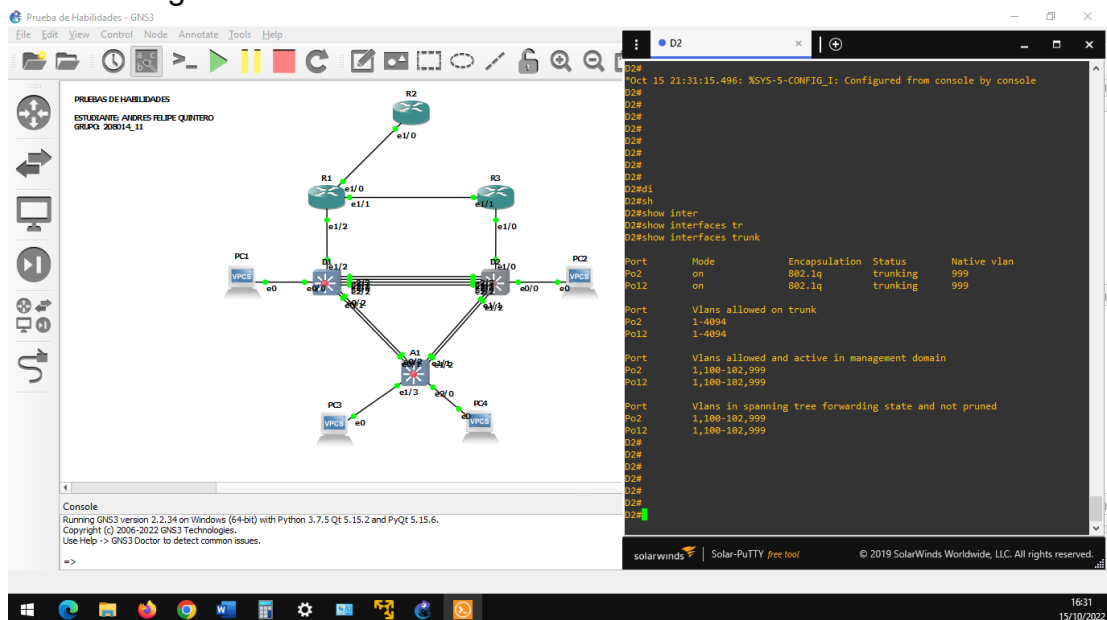 Prueba de Habilidades - GNS3
File Edit View Control Node Annotate Tools Help
PRUEBAS DE HABILIDADES
ESTUDIANTE: ANDRES FELIPE QUINTERO
GRUPO: 208014_11
R2
e1/0
R1
e1/0
e1/1
R3
e1/1
e1/2
e1/0
PC1
VPCS
e0
D1
e1/2
D2
e1/0
e0/0
PC2
VPCS
e0
A1
e1/3
e2/0
PC3
VPCS
e0
PC4
VPCS
e0
Console
Running GNS3 version 2.2.34 on Windows (64-bit) with Python 3.7.5 Qt 5.15.2 and PyQt 5.15.6.
Copyright (c) 2006-2022 GNS3 Technologies.
Use Help -> GNS3 Doctor to detect common issues.
=>
D2
D2#
*Oct 15 21:31:15.496: %SYS-5-CONFIG_I: Configured from console by console
D2#
D2#
D2#
D2#
D2#
D2#
D2#
D2#di
D2#sh
D2#show inter
D2#show interfaces tr
D2#show interfaces trunk
Port Mode Encapsulation Status Native vlan
Po2 on 802.1q trunking 999
Po12 on 802.1q trunking 999
Port Vlans allowed on trunk
Po2 1-4094
Po12 1-4094
Port Vlans allowed and active in management domain
Po2 1,100-102,999
Po12 1,100-102,999
Port Vlans in spanning tree forwarding state and not pruned
Po2 1,100-102,999
Po12 1,100-102,999
D2#
D2#
D2#
D2#
D2#
D2#
D2#
solarwinds Solar-PuTTY free tool © 2019 SolarWinds Worldwide, LLC. All rights reserved.
16:31
15/10/2022